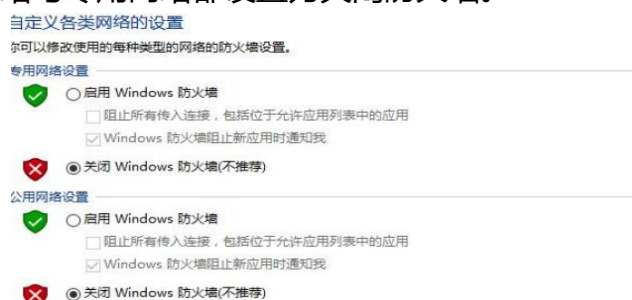 自定义各类网络的设置
你可以修改使用的每种类型的网络的防火墙设置。
专用网络设置
启用 Windows 防火墙
阻止所有传入连接，包括位于允许应用列表中的应用
Windows 防火墙阻止新应用时通知我
关闭 Windows 防火墙(不推荐)
公用网络设置
启用 Windows 防火墙
阻止所有传入连接，包括位于允许应用列表中的应用
Windows 防火墙阻止新应用时通知我
关闭 Windows 防火墙(不推荐)